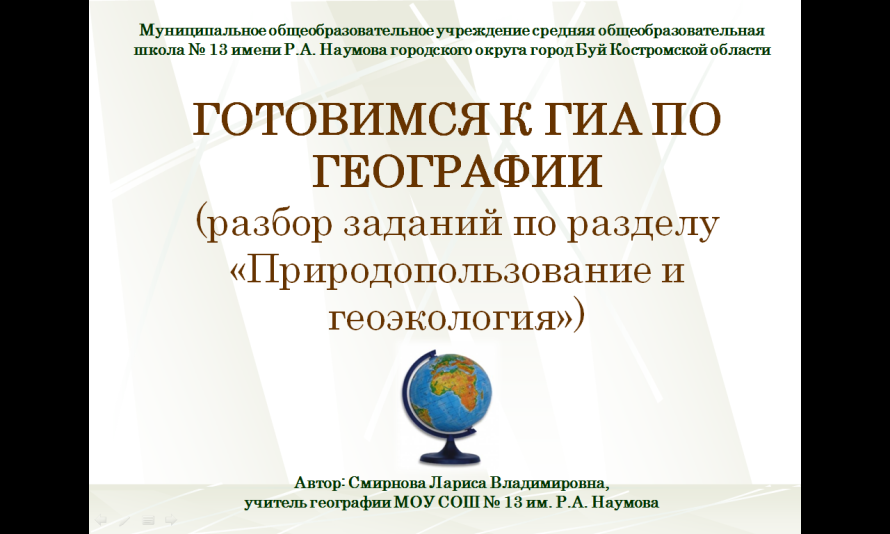 Муниципальное общеобразовательное учреждение средняя общеобразовательная
школа № 13 имени Р.А. Наумова городского округа город Буй Костромской области
ГОТОВИМСЯ К ГИА ПО
ГЕОГРАФИИ
(разбор заданий по разделу
«Природопользование и
геоэкология»)
Автор: Смирнова Лариса Владимировна,
учитель географии МОУ СОШ № 13 им. Р.А. Наумова